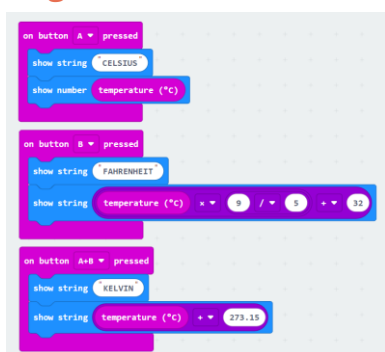 on button A pressed
show string "CELSIUS"
show number temperature (°C)
on button B pressed
show string "FAHRENHEIT"
show string temperature (°C) × 9 / 5 + 32
on button A+B pressed
show string "KELVIN"
show string temperature (°C) + 273.15